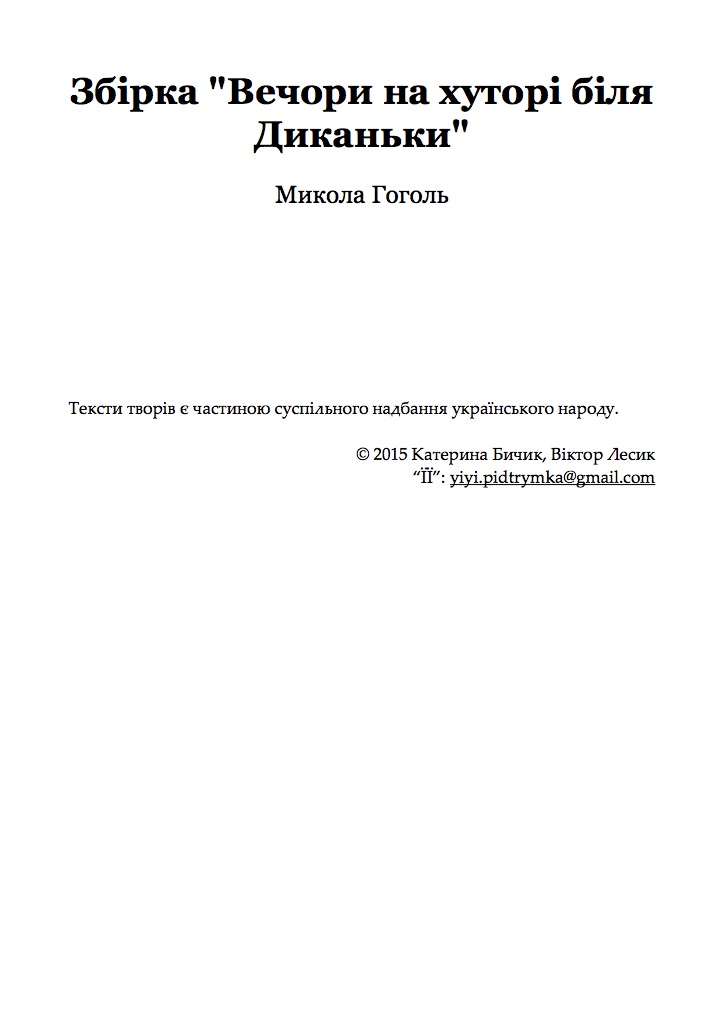 Збірка "Вечори на хуторі біля
Диканьки"
Микола Гоголь
Тексти творів є частиною суспільного надбання українського народу.
© 2015 Катерина Бичик, Віктор Лесик
“ЇЇ”: yiyi.pidtrymka@gmail.com